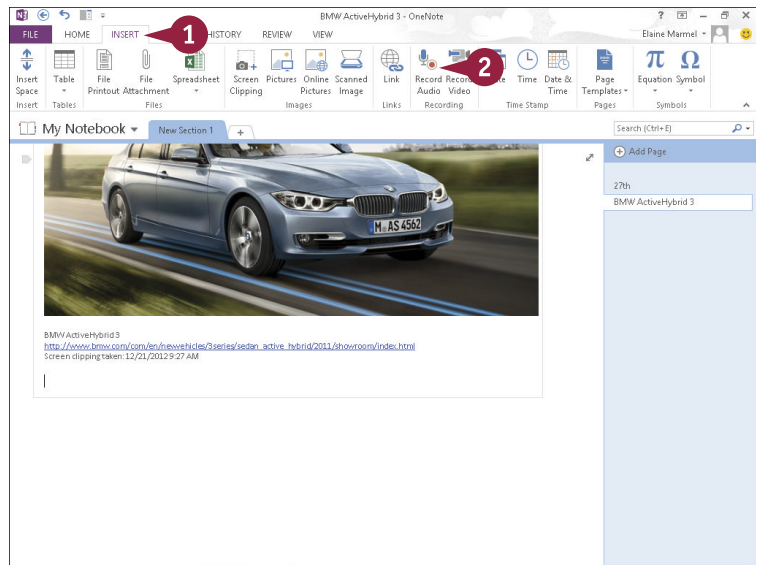 BMW ActiveHybrid 3 - OneNote
FILE HOME INSERT HISTORY REVIEW VIEW Elaine Marmel
1
2
Insert Space
Table
File Printout
File Attachment
Spreadsheet
Screen Clipping
Pictures
Online Pictures
Scanned Image
Link
Record Audio
Record Video
Time
Date & Time
Page Templates
Equation
Symbol
Insert Tables Files Images Links Recording Time Stamp Pages Symbols
My Notebook New Section 1 Search (Ctrl+E)
Add Page
27th
BMW ActiveHybrid 3
M AS 4562
BMW ActiveHybrid 3
http://www.bmw.com/com/en/newvehicles/3series/sedan_active_hybrid/2011/showroom/index.html
Screen clipping taken: 12/21/2012 9:27 AM